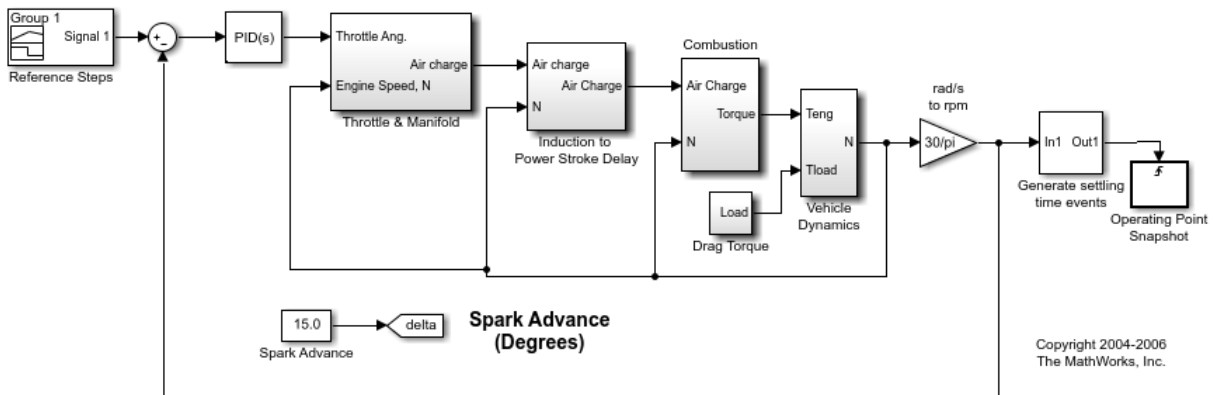 Group 1
Signal 1
Reference Steps
+
−
PID(s)
Throttle Ang.
Air charge
Engine Speed, N
Throttle & Manifold
Air charge
Air Charge
N
Induction to
Power Stroke Delay
Combustion
Air Charge
Torque
N
Load
Drag Torque
Teng
N
Tload
Vehicle
Dynamics
rad/s
to rpm
30/pi
In1 Out1
Generate settling
time events
Operating Point
Snapshot
15.0
Spark Advance
delta
Spark Advance
(Degrees)
Copyright 2004-2006
The MathWorks, Inc.